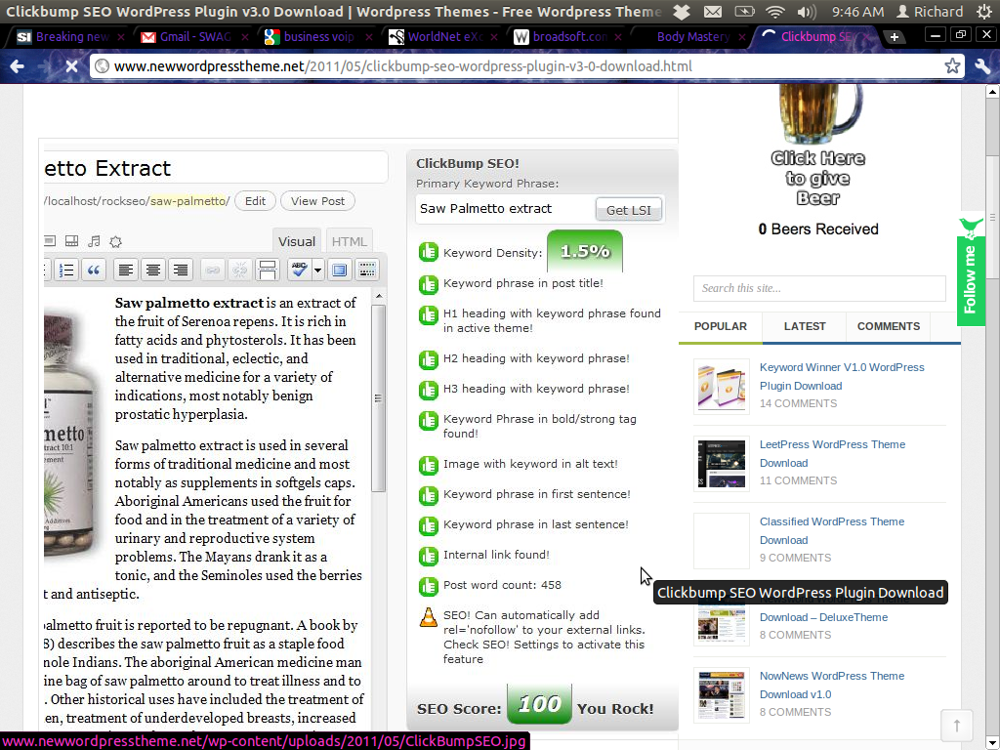 Clickbump SEO WordPress Plugin v3.0 Download | Wordpress Themes - Free Wordpress Theme
9:46 AM
Richard
Breaking new
Gmail - SWAG
business voip
WorldNet eXc
broadsoft.con
Body Mastery
Clickbump SE
www.newwordpresstheme.net/2011/05/clickbump-seo-wordpress-plugin-v3-0-download.html
etto Extract
/localhost/rockseo/saw-palmetto/
Edit
View Post
Visual
HTML
ABC
metto
tract 10:1
Additives
Saw palmetto extract is an extract of
the fruit of Serenoa repens. It is rich in
fatty acids and phytosterols. It has been
used in traditional, eclectic, and
alternative medicine for a variety of
indications, most notably benign
prostatic hyperplasia.
Saw palmetto extract is used in several
forms of traditional medicine and most
notably as supplements in softgels caps.
Aboriginal Americans used the fruit for
food and in the treatment of a variety of
urinary and reproductive system
problems. The Mayans drank it as a
tonic, and the Seminoles used the berries
t and antiseptic.
almetto fruit is reported to be repugnant. A book by
8) describes the saw palmetto fruit as a staple food
nole Indians. The aboriginal American medicine man
ine bag of saw palmetto around to treat illness and to
. Other historical uses have included the treatment of
en, treatment of underdeveloped breasts, increased
ClickBump SEO!
Primary Keyword Phrase:
Saw Palmetto extract
Get LSI
Keyword Density:
1.5%
Keyword phrase in post title!
H1 heading with keyword phrase found
in active theme!
H2 heading with keyword phrase!
H3 heading with keyword phrase!
Keyword Phrase in bold/strong tag
found!
Image with keyword in alt text!
Keyword phrase in first sentence!
Keyword phrase in last sentence!
Internal link found!
Post word count: 458
SEO! Can automatically add
rel='nofollow' to your external links.
Check SEO! Settings to activate this
feature
SEO Score:
100
You Rock!
Click Here
to give
Beer
0 Beers Received
Search this site...
Follow me
POPULAR
LATEST
COMMENTS
Keyword Winner V1.0 WordPress
Plugin Download
14 COMMENTS
LeetPress WordPress Theme
Download
11 COMMENTS
Classified WordPress Theme
Download
9 COMMENTS
Clickbump SEO WordPress Plugin Download
Download – DeluxeTheme
8 COMMENTS
NowNews WordPress Theme
Download v1.0
8 COMMENTS
www.newwordpresstheme.net/wp-content/uploads/2011/05/ClickBumpSEO.jpg